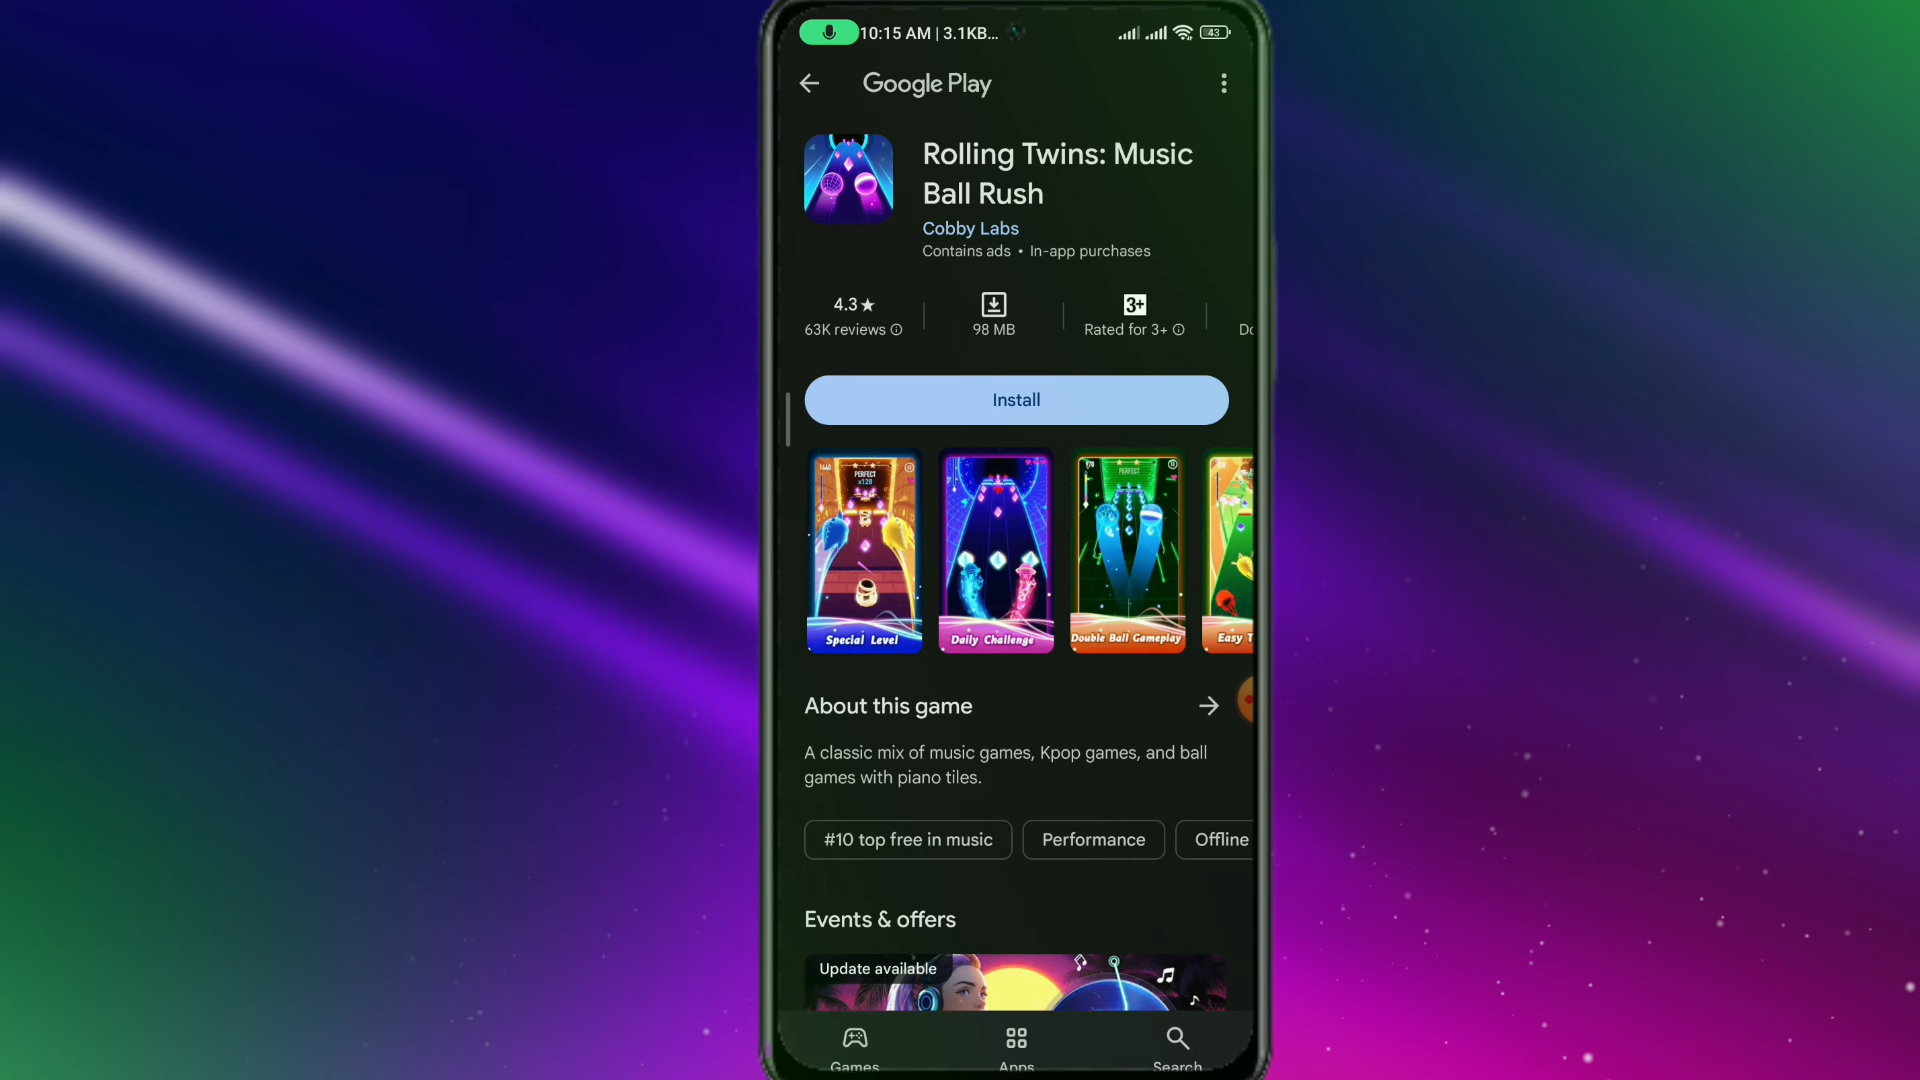 10:15 AM | 3.1KB...
43
Google Play
Rolling Twins: Music
Ball Rush
Cobby Labs
Contains ads • In-app purchases
4.3★
3+
63K reviews
98 MB
Rated for 3+
Do
Install
1448
PERFECT
x128
PERFECT
Special Level
Daily Challenge
Double Ball Gameplay
Easy T
About this game
A classic mix of music games, Kpop games, and ball
games with piano tiles.
#10 top free in music
Performance
Offline
Events & offers
Update available
Games
Apps
Search